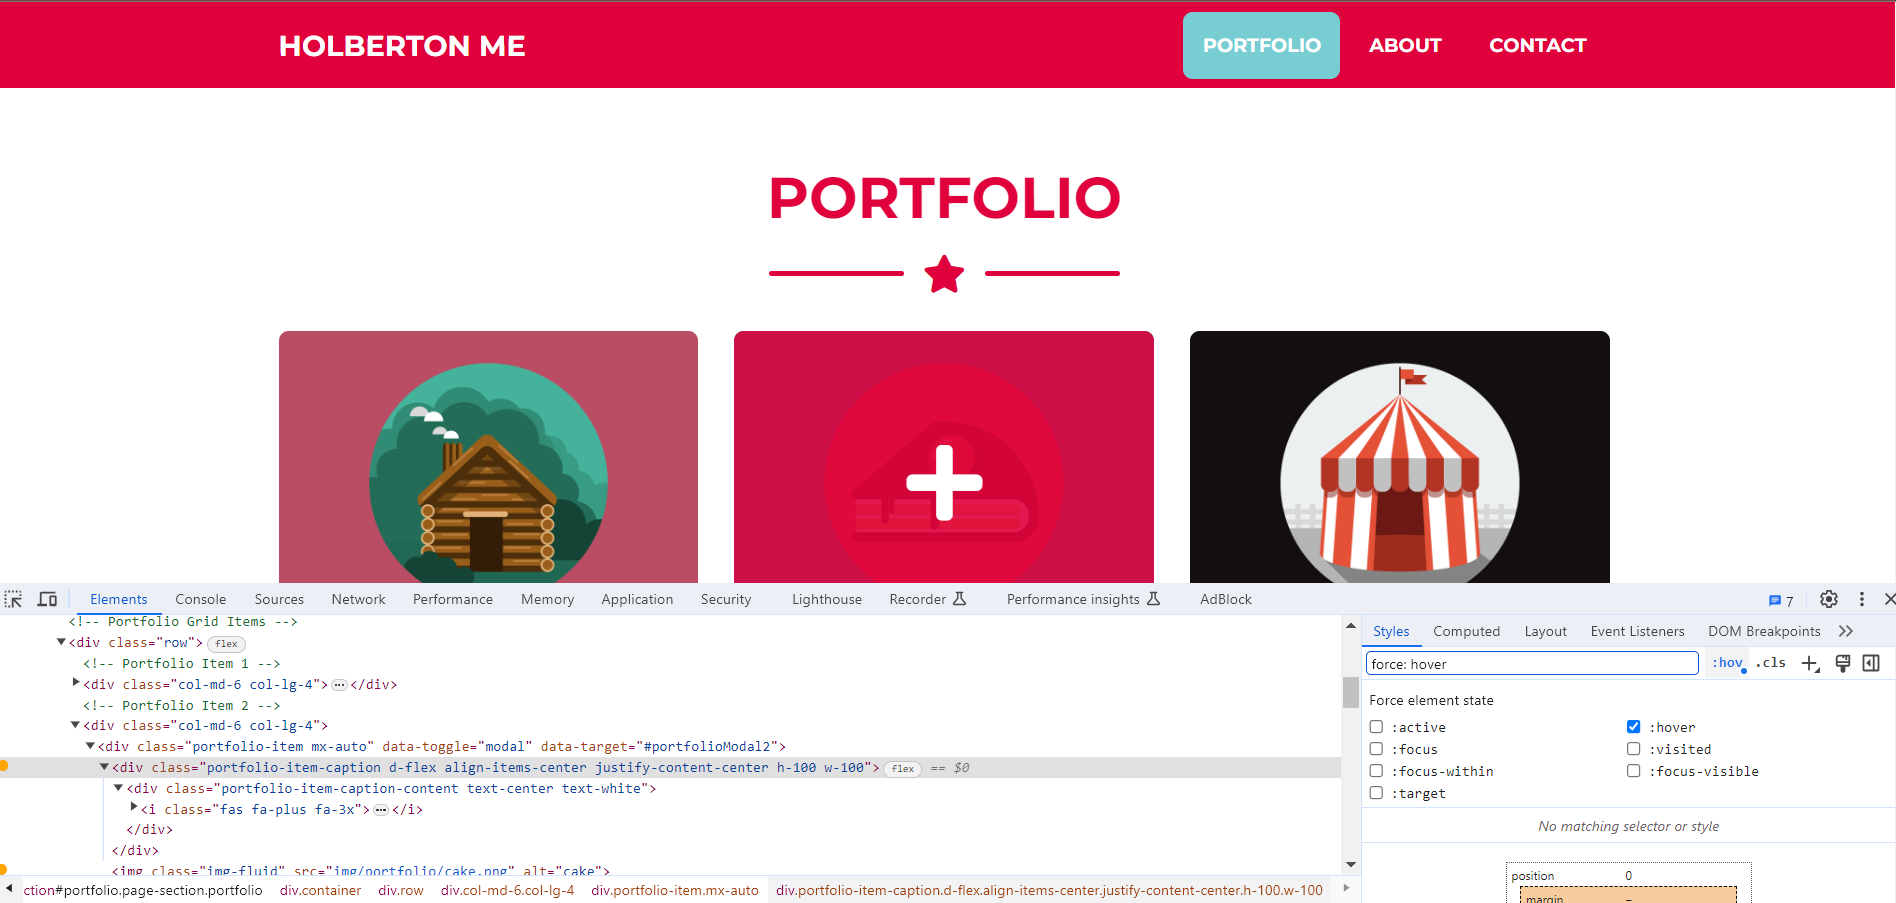 HOLBERTON ME PORTFOLIO ABOUT CONTACT
PORTFOLIO
Elements Console Sources Network Performance Memory Application Security Lighthouse Recorder Performance insights AdBlock 7
<!-- Portfolio Grid Items -->
<div class="row"> flex
<!-- Portfolio Item 1 -->
<div class="col-md-6 col-lg-4"> ... </div>
<!-- Portfolio Item 2 -->
<div class="col-md-6 col-lg-4">
<div class="portfolio-item mx-auto" data-toggle="modal" data-target="#portfolioModal2">
<div class="portfolio-item-caption d-flex align-items-center justify-content-center h-100 w-100"> flex == $0
<div class="portfolio-item-caption-content text-center text-white">
<i class="fas fa-plus fa-3x"> ... </i>
</div>
</div>
<img class="img-fluid" src="img/portfolio/cake.png" alt="cake">
ction#portfolio.page-section.portfolio div.container div.row div.col-md-6.col-lg-4 div.portfolio-item.mx-auto div.portfolio-item-caption.d-flex.align-items-center.justify-content-center.h-100.w-100
Styles Computed Layout Event Listeners DOM Breakpoints
force: hover :hov .cls
Force element state
:active :hover
:focus :visited
:focus-within :focus-visible
:target
No matching selector or style
position 0
margin –